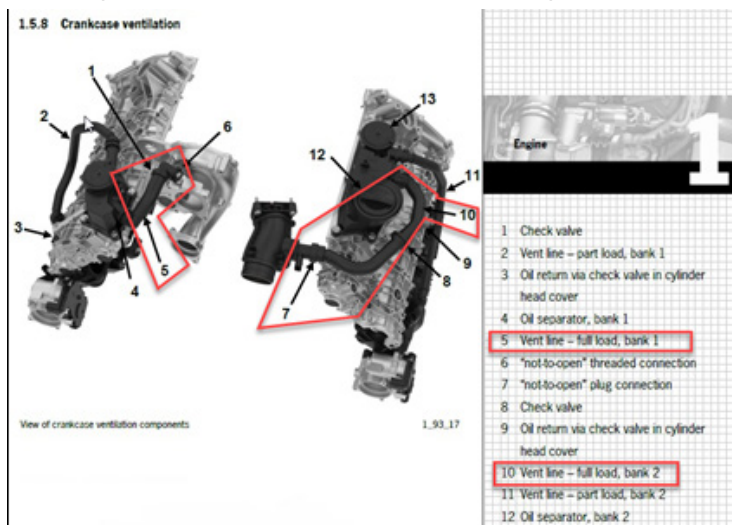 1.5.8 Crankcase ventilation
1
2
6
3
5
4
13
12
11
10
9
8
7
View of crankcase ventilation components
1_93_17
Engine
1
1 Check valve
2 Vent line – part load, bank 1
3 Oil return via check valve in cylinder
head cover
4 Oil separator, bank 1
5 Vent line – full load, bank 1
6 "not-to-open" threaded connection
7 "not-to-open" plug connection
8 Check valve
9 Oil return via check valve in cylinder
head cover
10 Vent line – full load, bank 2
11 Vent line – part load, bank 2
12 Oil separator, bank 2